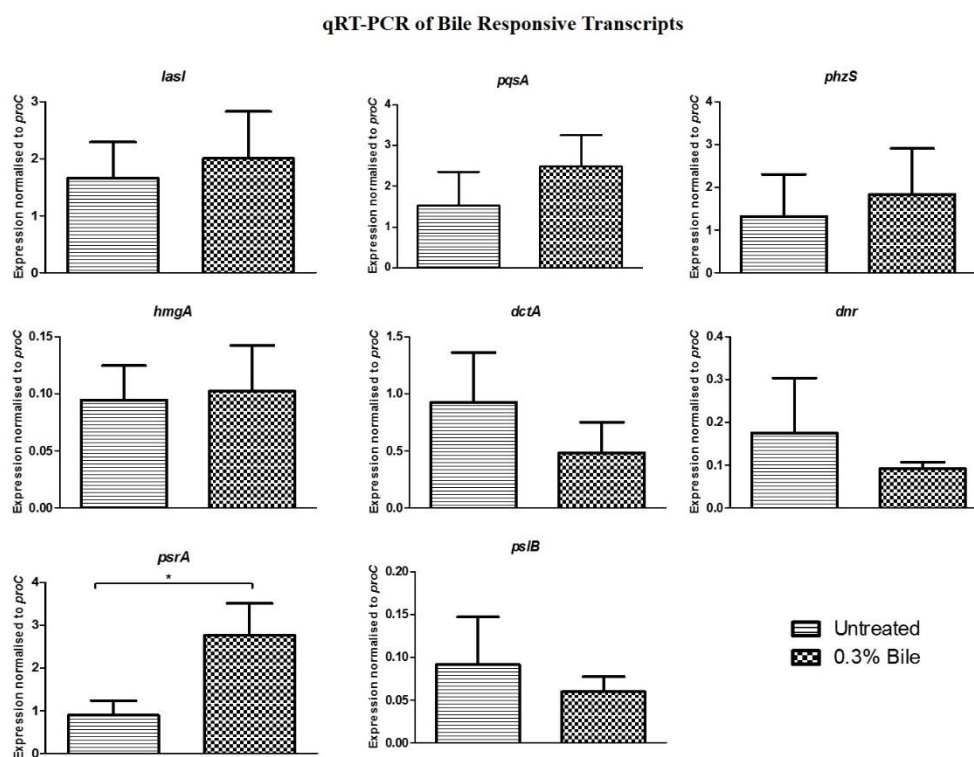 qRT-PCR of Bile Responsive Transcripts
lasI
Expression normalised to proC
3
2
1
0
pqsA
Expression normalised to proC
4
3
2
1
0
phzS
Expression normalised to proC
4
3
2
1
0
hmgA
Expression normalised to proC
0.15
0.10
0.05
0.00
dctA
Expression normalised to proC
1.5
1.0
0.5
0.0
dnr
Expression normalised to proC
0.4
0.3
0.2
0.1
0.0
psrA
*
Expression normalised to proC
4
3
2
1
0
pslB
Expression normalised to proC
0.20
0.15
0.10
0.05
0.00
Untreated
0.3% Bile